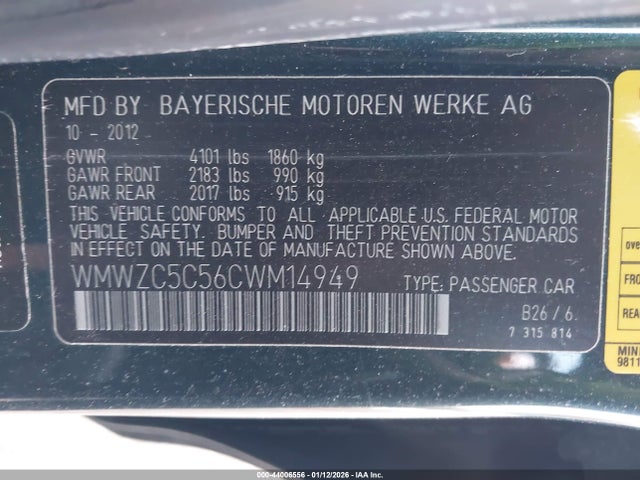 MFD BY BAYERISCHE MOTOREN WERKE AG
10 - 2012
GVWR 4101 lbs 1860 kg
GAWR FRONT 2183 lbs 990 kg
GAWR REAR 2017 lbs 915 kg
THIS VEHICLE CONFORMS TO ALL APPLICABLE U.S. FEDERAL MOTOR
VEHICLE SAFETY, BUMPER AND THEFT PREVENTION STANDARDS
IN EFFECT ON THE DATE OF MANUFACTURE SHOWN ABOVE.
WMWZC5C56CWM14949 TYPE: PASSENGER CAR
B26 / 6.
7 315 814
MINI
9811
000-44006556 - 01/12/2026 - IAA Inc.